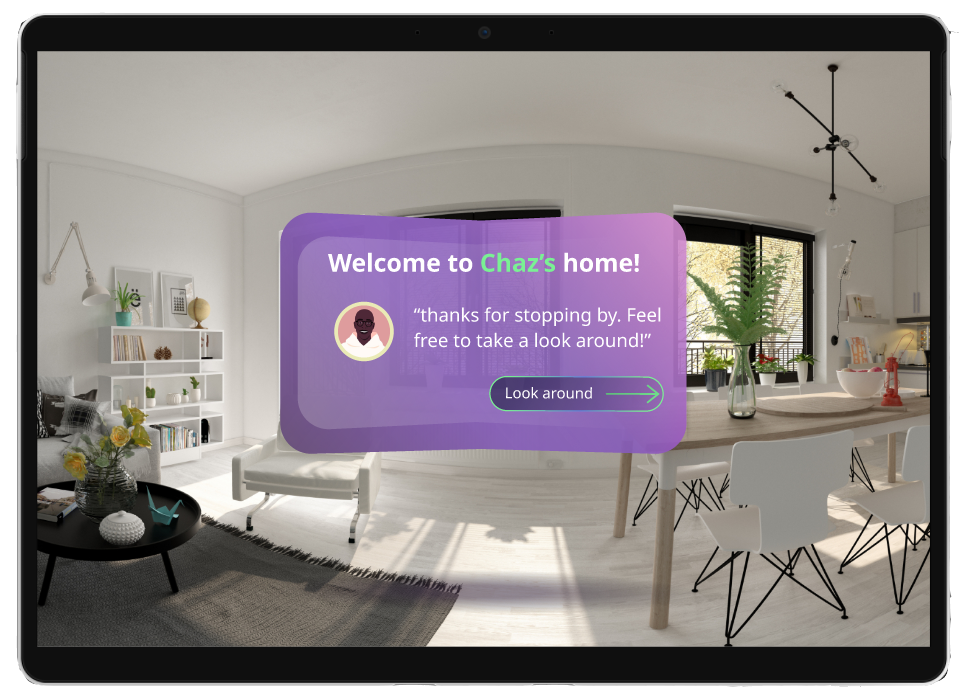 Welcome to Chaz’s home!
“thanks for stopping by. Feel
free to take a look around!”
Look around